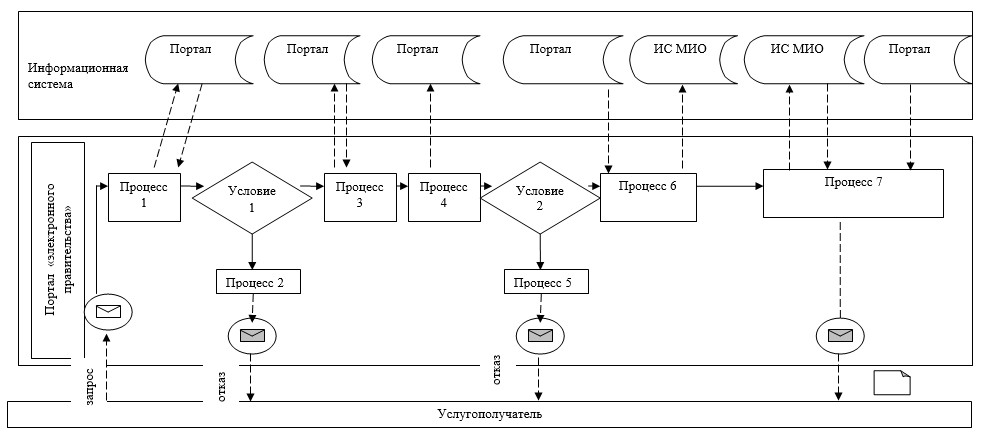 Портал
Портал
Портал
Портал
ИС МИО
ИС МИО
Портал
Информационная
система
Портал «электронного
правительства»
Процесс
1
Условие
1
Процесс
3
Процесс
4
Условие
2
Процесс 6
Процесс 7
Процесс 2
Процесс 5
запрос
отказ
отказ
Услугополучатель